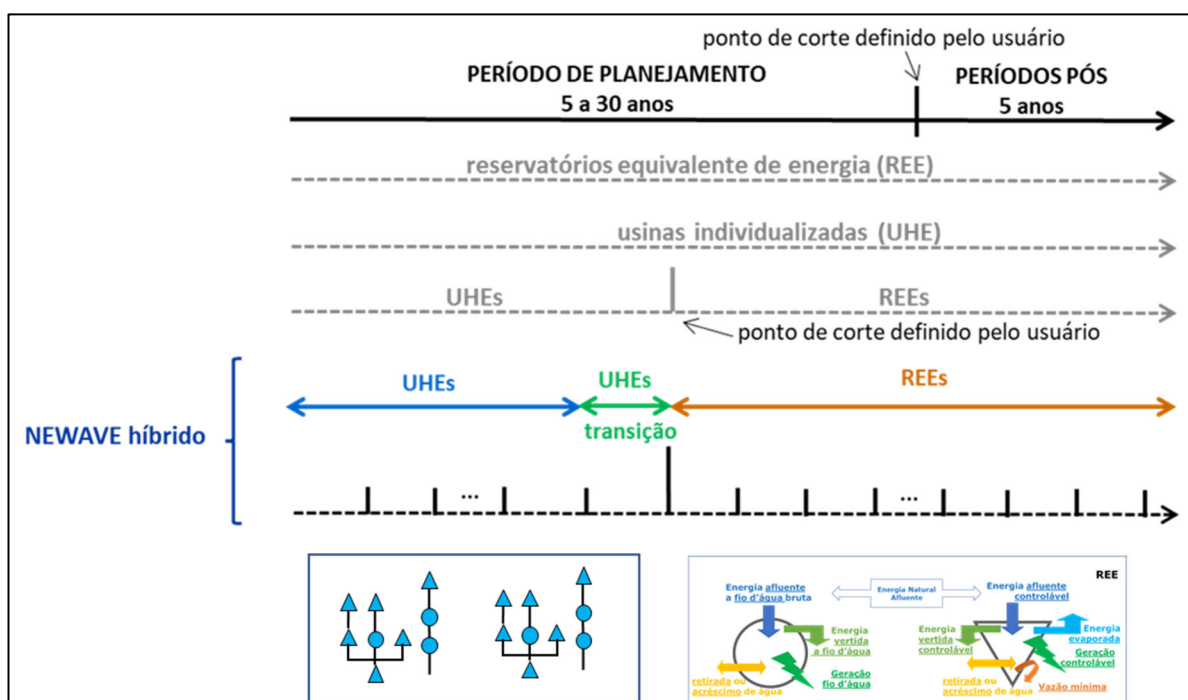 ponto de corte definido pelo usuário
PERÍODO DE PLANEJAMENTO
5 a 30 anos
PERÍODOS PÓS
5 anos
reservatórios equivalente de energia (REE)
usinas individualizadas (UHE)
UHEs
REEs
ponto de corte definido pelo usuário
NEWAVE híbrido
UHEs
UHEs
REEs
transição
...
...
REE
Energia afluente
a fio d'água bruta
Energia Natural
Afluente
Energia afluente
controlável
Energia
vertida
a fio d'água
Energia
vertida
controlável
Energia
evaporada
Geração
controlável
retirada ou
acréscimo de água
Geração
fio d'água
retirada ou
acréscimo de água
Vazão mínima